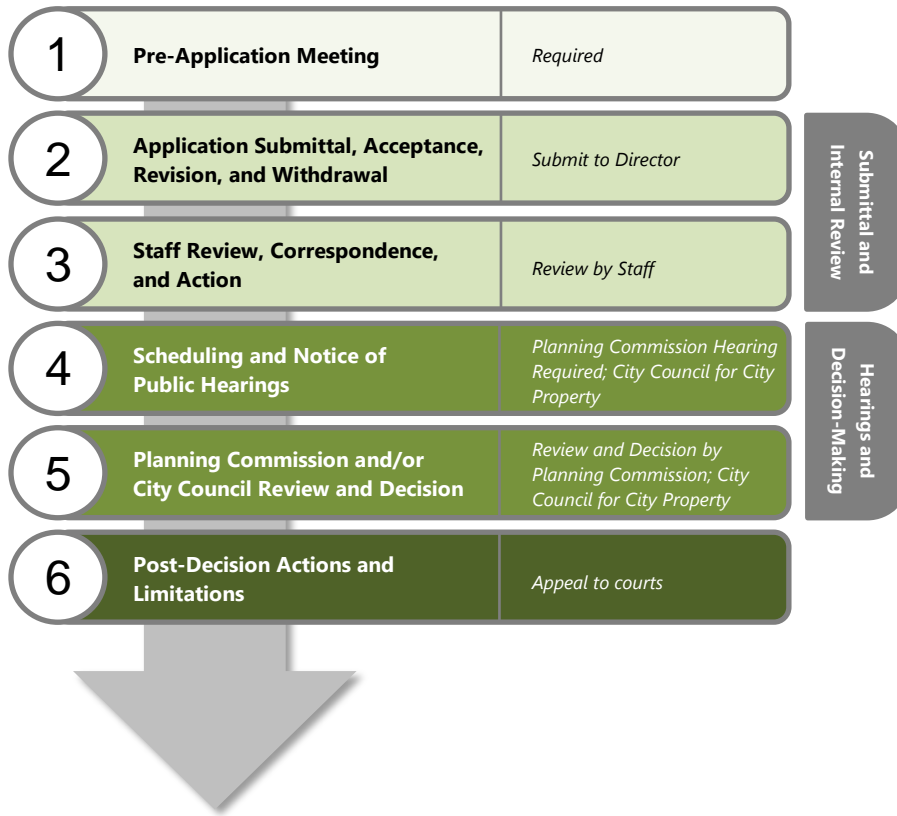 1
Pre-Application Meeting
Required
2
Application Submittal, Acceptance,
Revision, and Withdrawal
Submit to Director
3
Staff Review, Correspondence,
and Action
Review by Staff
Submittal and
Internal Review
4
Scheduling and Notice of
Public Hearings
Planning Commission Hearing
Required; City Council for City
Property
5
Planning Commission and/or
City Council Review and Decision
Review and Decision by
Planning Commission; City
Council for City Property
Hearings and
Decision-Making
6
Post-Decision Actions and
Limitations
Appeal to courts